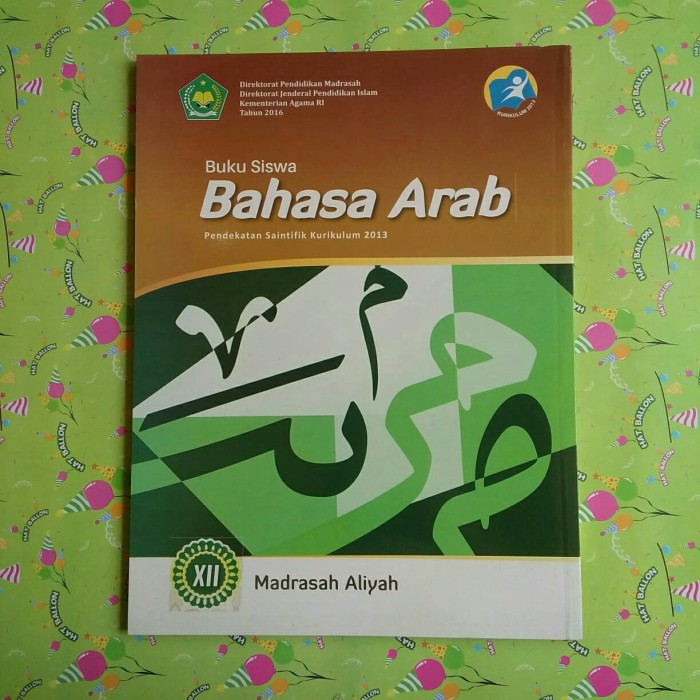 Direktorat Pendidikan Madrasah
Direktorat Jenderal Pendidikan Islam
Kementerian Agama RI
Tahun 2016
KURIKULUM 2013
Buku Siswa
Bahasa Arab
Pendekatan Saintifik Kurikulum 2013
XII
Madrasah Aliyah
HAT BALLON